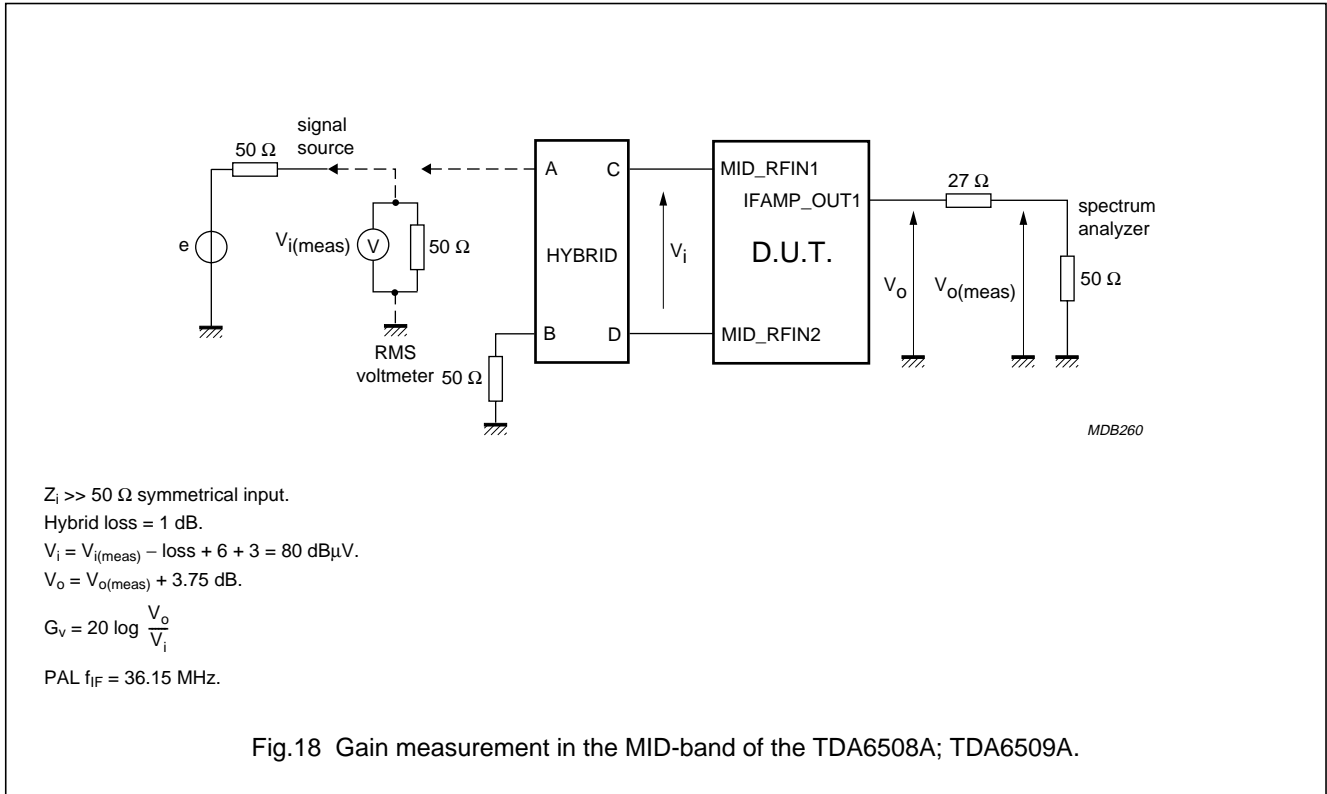 signal
source
50 Ω
e
Vi(meas)
V
50 Ω
RMS
voltmeter
50 Ω
A
B
C
D
HYBRID
Vi
MID_RFIN1
IFAMP_OUT1
D.U.T.
MID_RFIN2
27 Ω
Vo
Vo(meas)
spectrum
analyzer
50 Ω
MDB260
Zi >> 50 Ω symmetrical input.
Hybrid loss = 1 dB.
Vi = Vi(meas) − loss + 6 + 3 = 80 dBμV.
Vo = Vo(meas) + 3.75 dB.
Gv = 20 log Vo/Vi
PAL fIF = 36.15 MHz.
Fig.18 Gain measurement in the MID-band of the TDA6508A; TDA6509A.